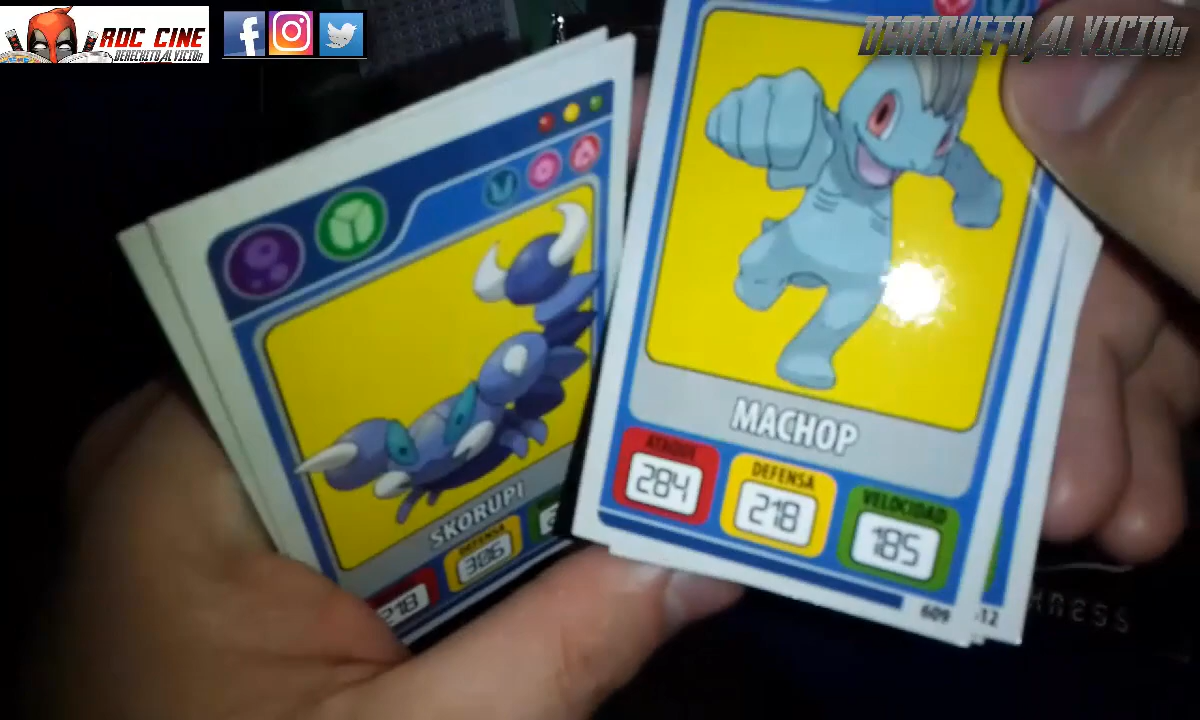 RDC CINE
DERECHITO AL VICIO!!
DERECHITO AL VICIO!!
MACHOP
ATAQUE
284
DEFENSA
218
VELOCIDAD
185
609
SKORUPI
DEFENSA
306
218